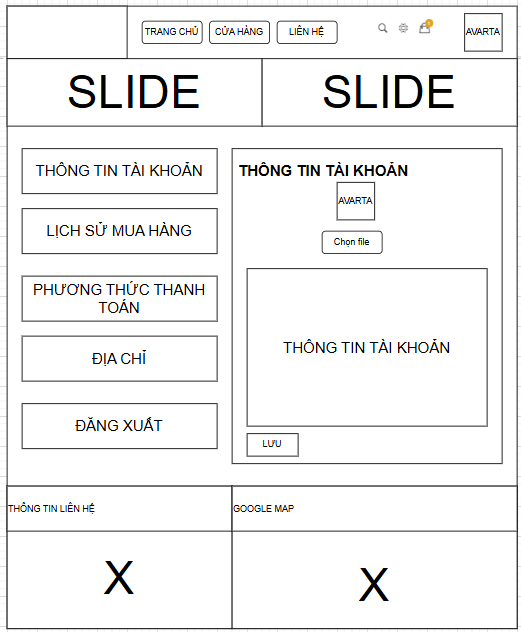 TRANG CHỦ
CỬA HÀNG
LIÊN HỆ
AVARTA
SLIDE
SLIDE
THÔNG TIN TÀI KHOẢN
LỊCH SỬ MUA HÀNG
PHƯƠNG THỨC THANH
TOÁN
ĐỊA CHỈ
ĐĂNG XUẤT
THÔNG TIN TÀI KHOẢN
AVARTA
Chọn file
THÔNG TIN TÀI KHOẢN
LƯU
THÔNG TIN LIÊN HỆ
GOOGLE MAP
X
X